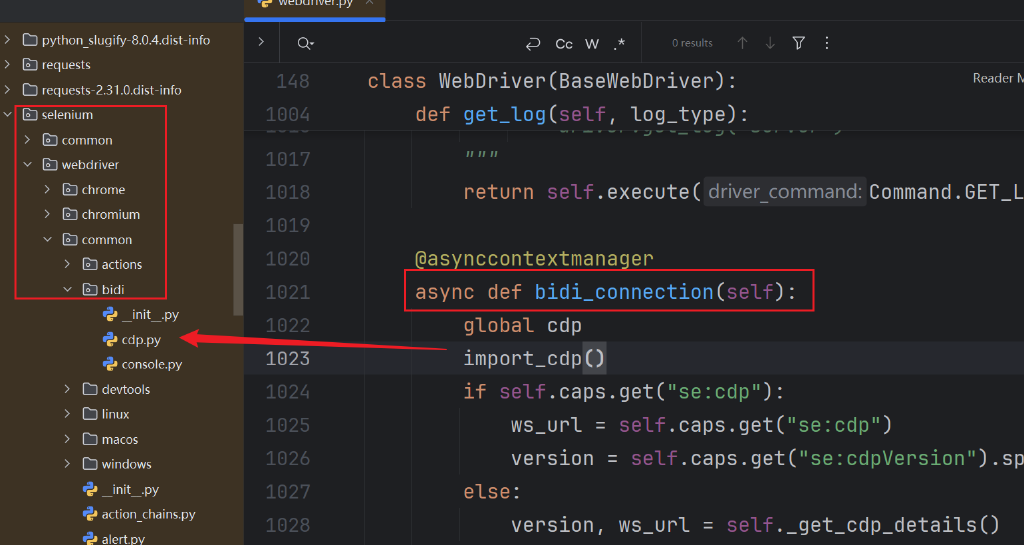 python_slugify-8.0.4.dist-info
requests
requests-2.31.0.dist-info
selenium
common
webdriver
chrome
chromium
common
actions
bidi
__init__.py
cdp.py
console.py
devtools
linux
macos
windows
__init__.py
action_chains.py
alert.py
webdriver.py
Cc W .* 0 results
Reader M
148 class WebDriver(BaseWebDriver):
1004 def get_log(self, log_type):
1017 """
1018 return self.execute(driver_command: Command.GET_L
1019
1020 @asynccontextmanager
1021 async def bidi_connection(self):
1022 global cdp
1023 import_cdp()
1024 if self.caps.get("se:cdp"):
1025 ws_url = self.caps.get("se:cdp")
1026 version = self.caps.get("se:cdpVersion").sp
1027 else:
1028 version, ws_url = self._get_cdp_details()